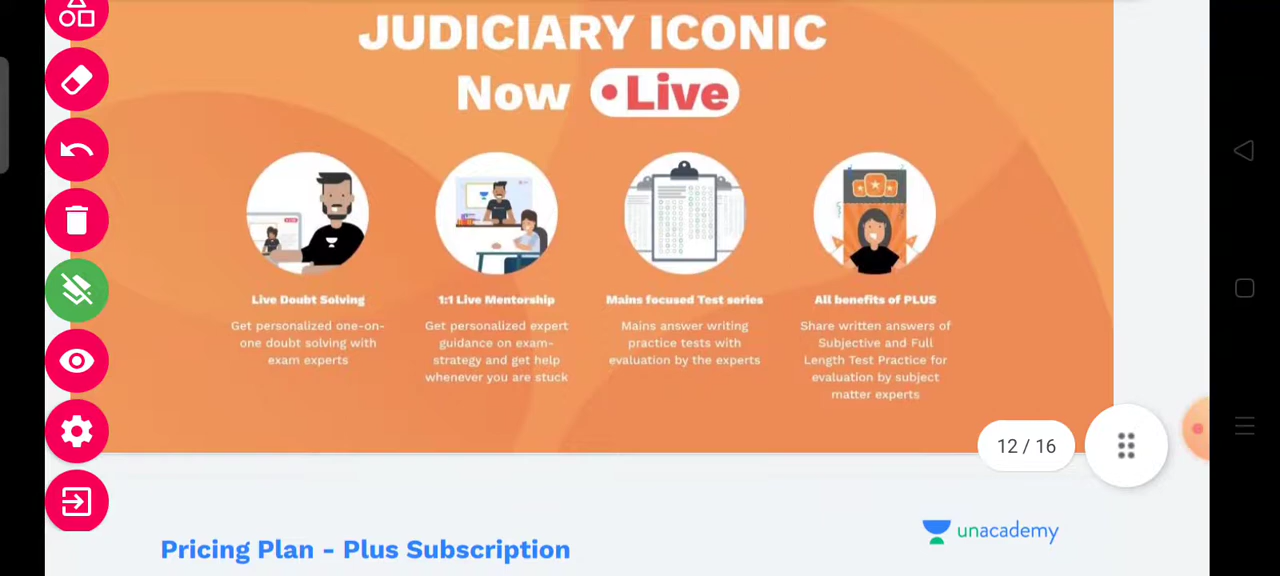 JUDICIARY ICONIC
Now Live
Live Doubt Solving
Get personalized one-on-
one doubt solving with
exam experts
1:1 Live Mentorship
Get personalized expert
guidance on exam-
strategy and get help
whenever you are stuck
Mains focused Test series
Mains answer writing
practice tests with
evaluation by the experts
All benefits of PLUS
Share written answers of
Subjective and Full
Length Test Practice for
evaluation by subject
matter experts
12 / 16
unacademy
Pricing Plan - Plus Subscription